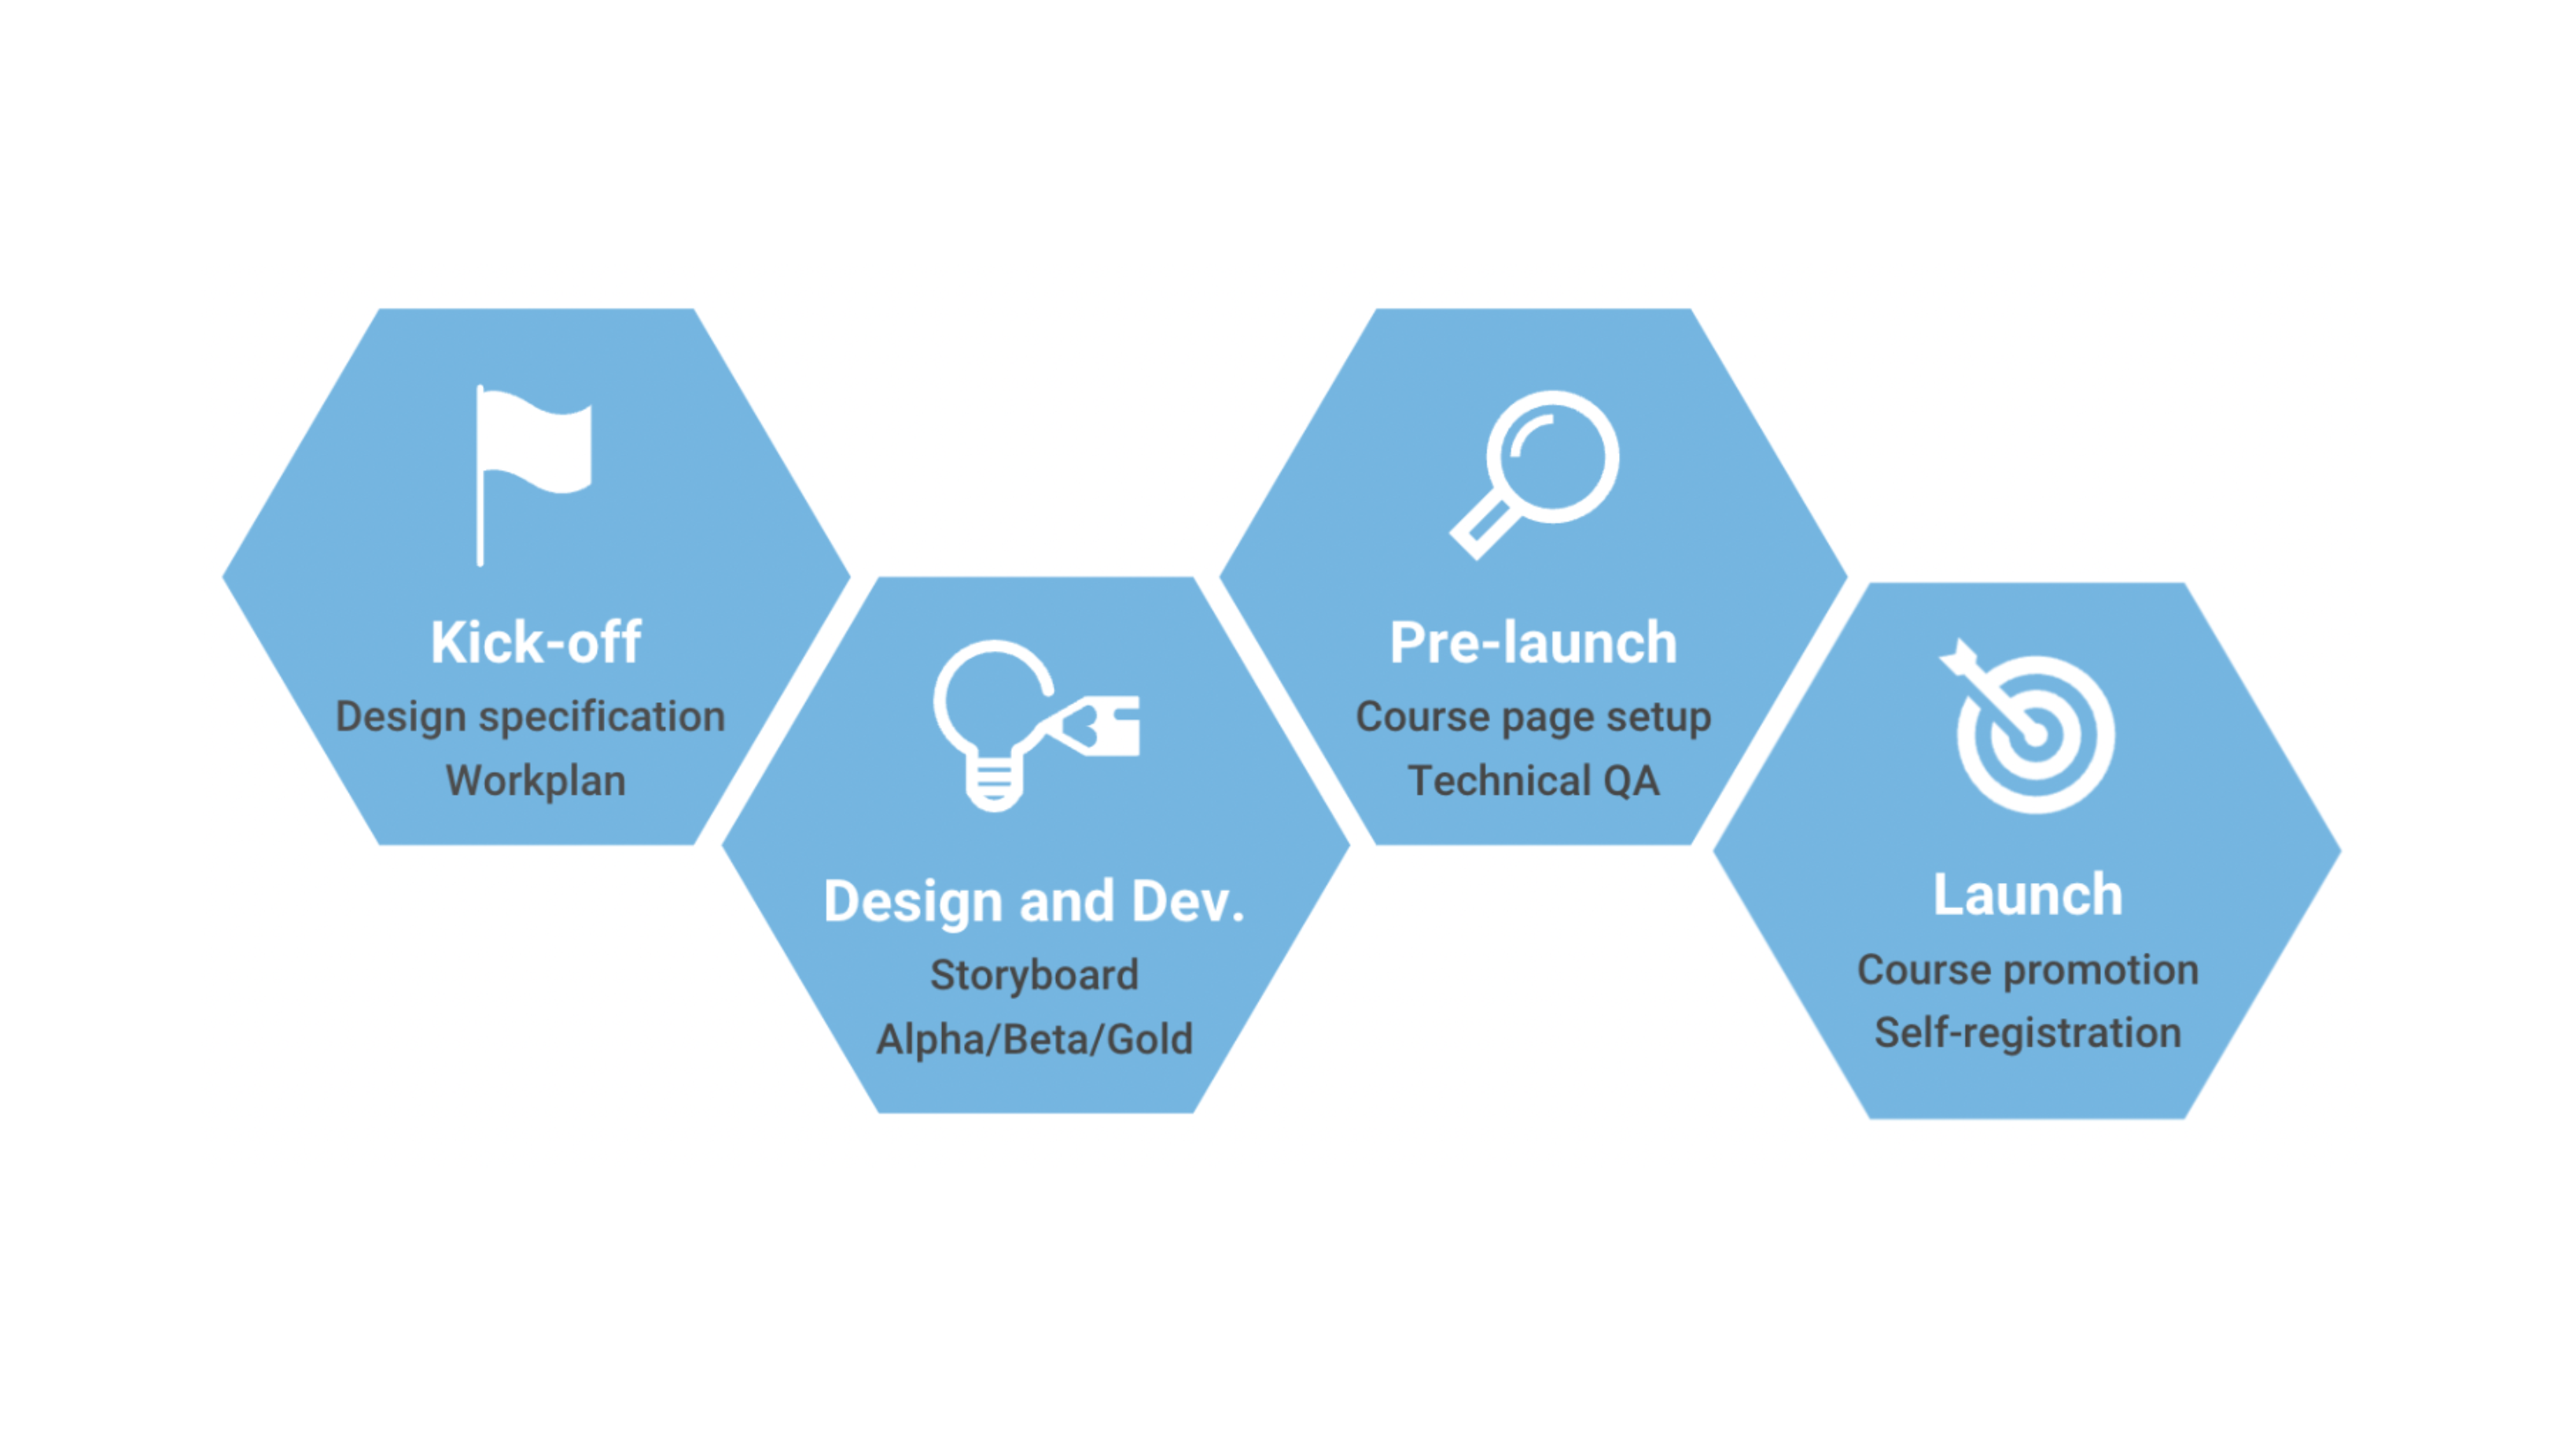 Kick-off
Design specification
Workplan
Design and Dev.
Storyboard
Alpha/Beta/Gold
Pre-launch
Course page setup
Technical QA
Launch
Course promotion
Self-registration